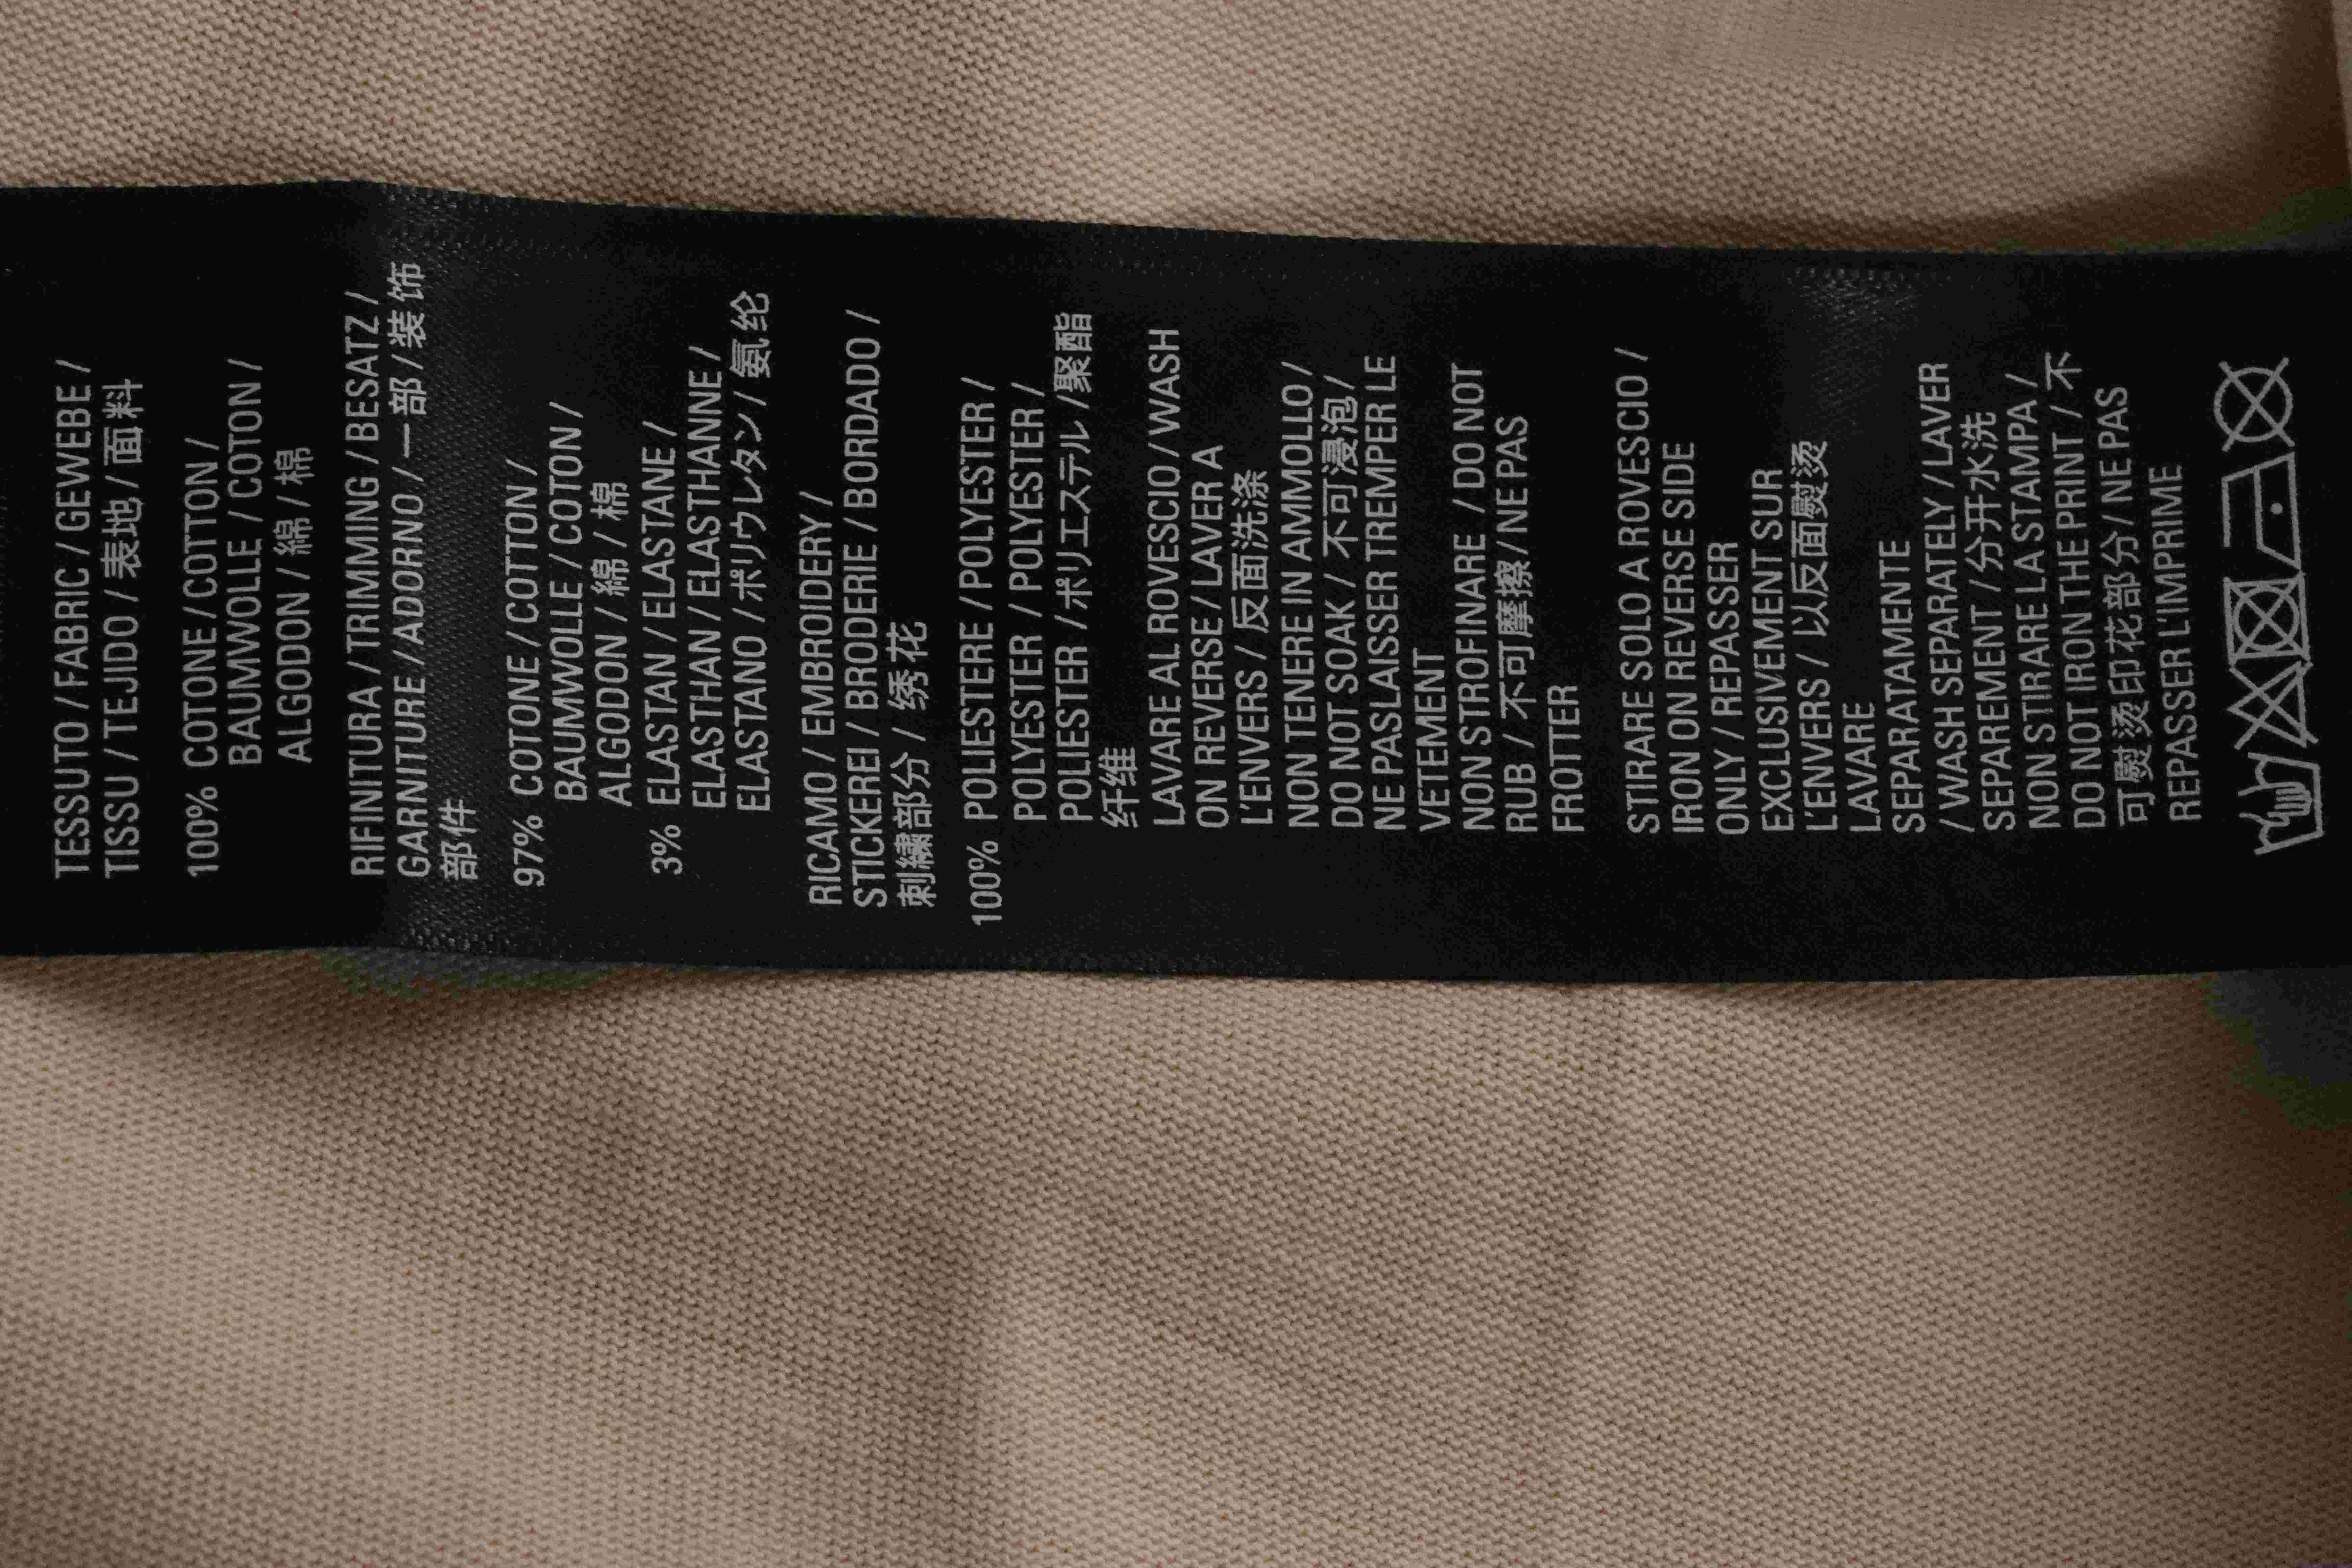 TESSUTO / FABRIC / GEWEBE /
TISSU / TEJIDO / 表地 / 面料
100% COTONE / COTTON /
BAUMWOLLE / COTON /
ALGODON / 綿 / 棉
RIFINITURA / TRIMMING / BESATZ /
GARNITURE / ADORNO / 一部 / 装饰
部件
97% COTONE / COTTON /
BAUMWOLLE / COTON /
ALGODON / 綿 / 棉
3% ELASTAN / ELASTANE /
ELASTHAN / ELASTHANNE /
ELASTANO / ポリウレタン / 氨纶
RICAMO / EMBROIDERY /
STICKEREI / BRODERIE / BORDADO /
刺繍部分 / 绣花
100% POLIESTERE / POLYESTER /
POLYESTER / POLYESTER /
POLIESTER / ポリエステル / 聚酯
纤维
LAVARE AL ROVESCIO / WASH
ON REVERSE / LAVER A
L'ENVERS / 反面洗涤
NON TENERE IN AMMOLLO /
DO NOT SOAK / 不可浸泡 /
NE PAS LAISSER TREMPER LE
VETEMENT
NON STROFINARE / DO NOT
RUB / 不可摩擦 / NE PAS
FROTTER
STIRARE SOLO A ROVESCIO /
IRON ON REVERSE SIDE
ONLY / REPASSER
EXCLUSIVEMENT SUR
L'ENVERS / 以反面熨烫
LAVARE
SEPARATAMENTE
/ WASH SEPARATELY / LAVER
SEPAREMENT / 分开水洗
NON STIRARE LA STAMPA /
DO NOT IRON THE PRINT / 不
可熨烫印花部分 / NE PAS
REPASSER L'IMPRIME